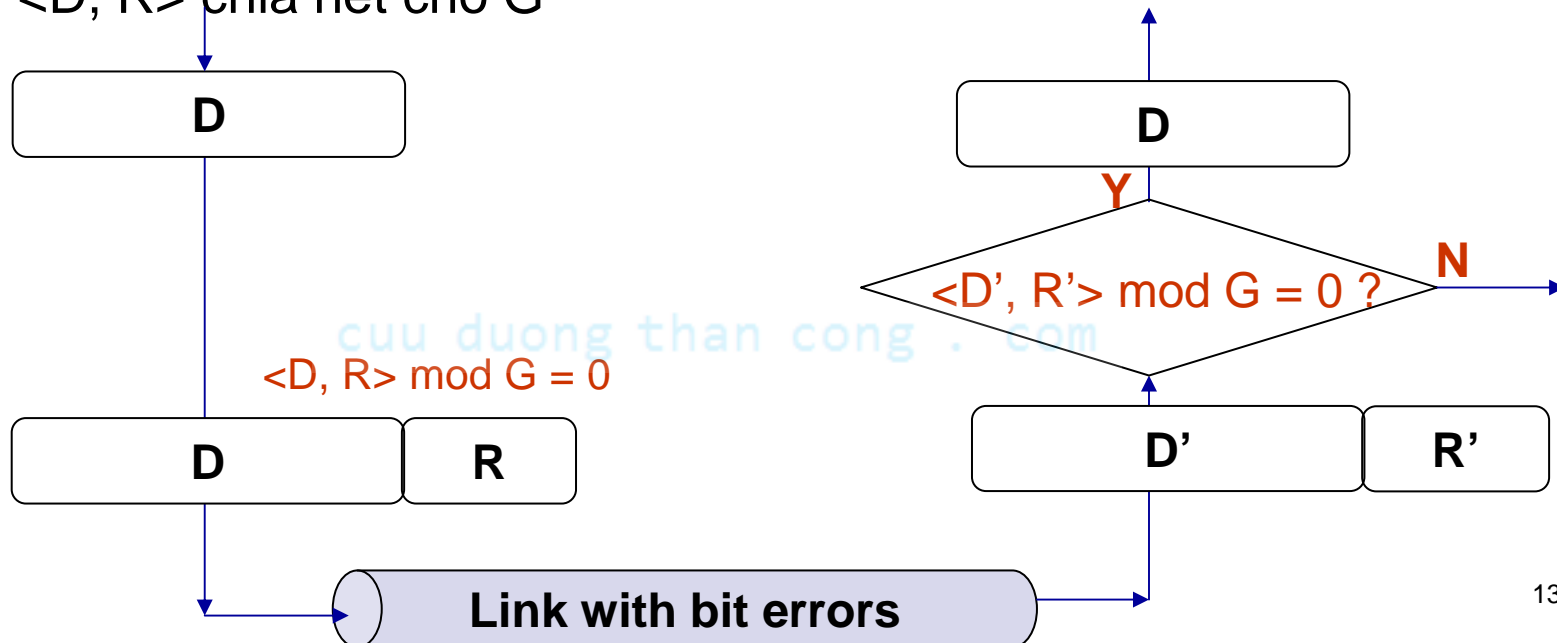 <D, R> chia hết cho G
D
D
Y
N
<D’, R’> mod G = 0 ?
cuu duong than cong . com
<D, R> mod G = 0
D R
D’ R’
Link with bit errors
13